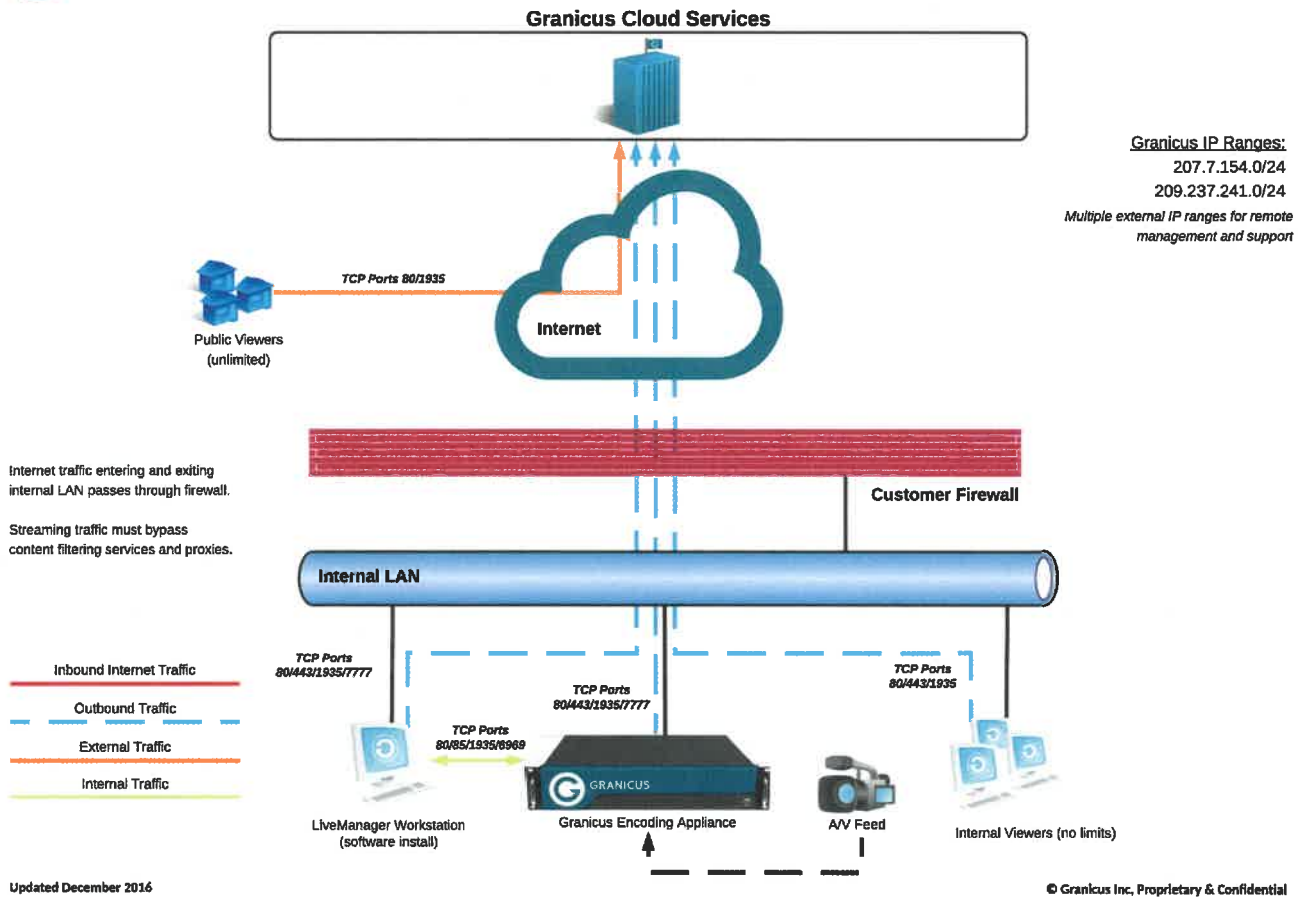 Granicus Cloud Services
Granicus IP Ranges:
207.7.154.0/24
209.237.241.0/24
Multiple external IP ranges for remote
management and support
TCP Ports 80/1935
Public Viewers
(unlimited)
Internet
Internet traffic entering and exiting
internal LAN passes through firewall.
Streaming traffic must bypass
content filtering services and proxies.
Customer Firewall
Internal LAN
TCP Ports
80/443/1935/7777
TCP Ports
80/443/1935/7777
TCP Ports
80/443/1935
Inbound Internet Traffic
Outbound Traffic
External Traffic
Internal Traffic
TCP Ports
80/85/1935/6969
GRANICUS
LiveManager Workstation
(software install)
Granicus Encoding Appliance
A/V Feed
Internal Viewers (no limits)
Updated December 2016
© Granicus Inc, Proprietary & Confidential